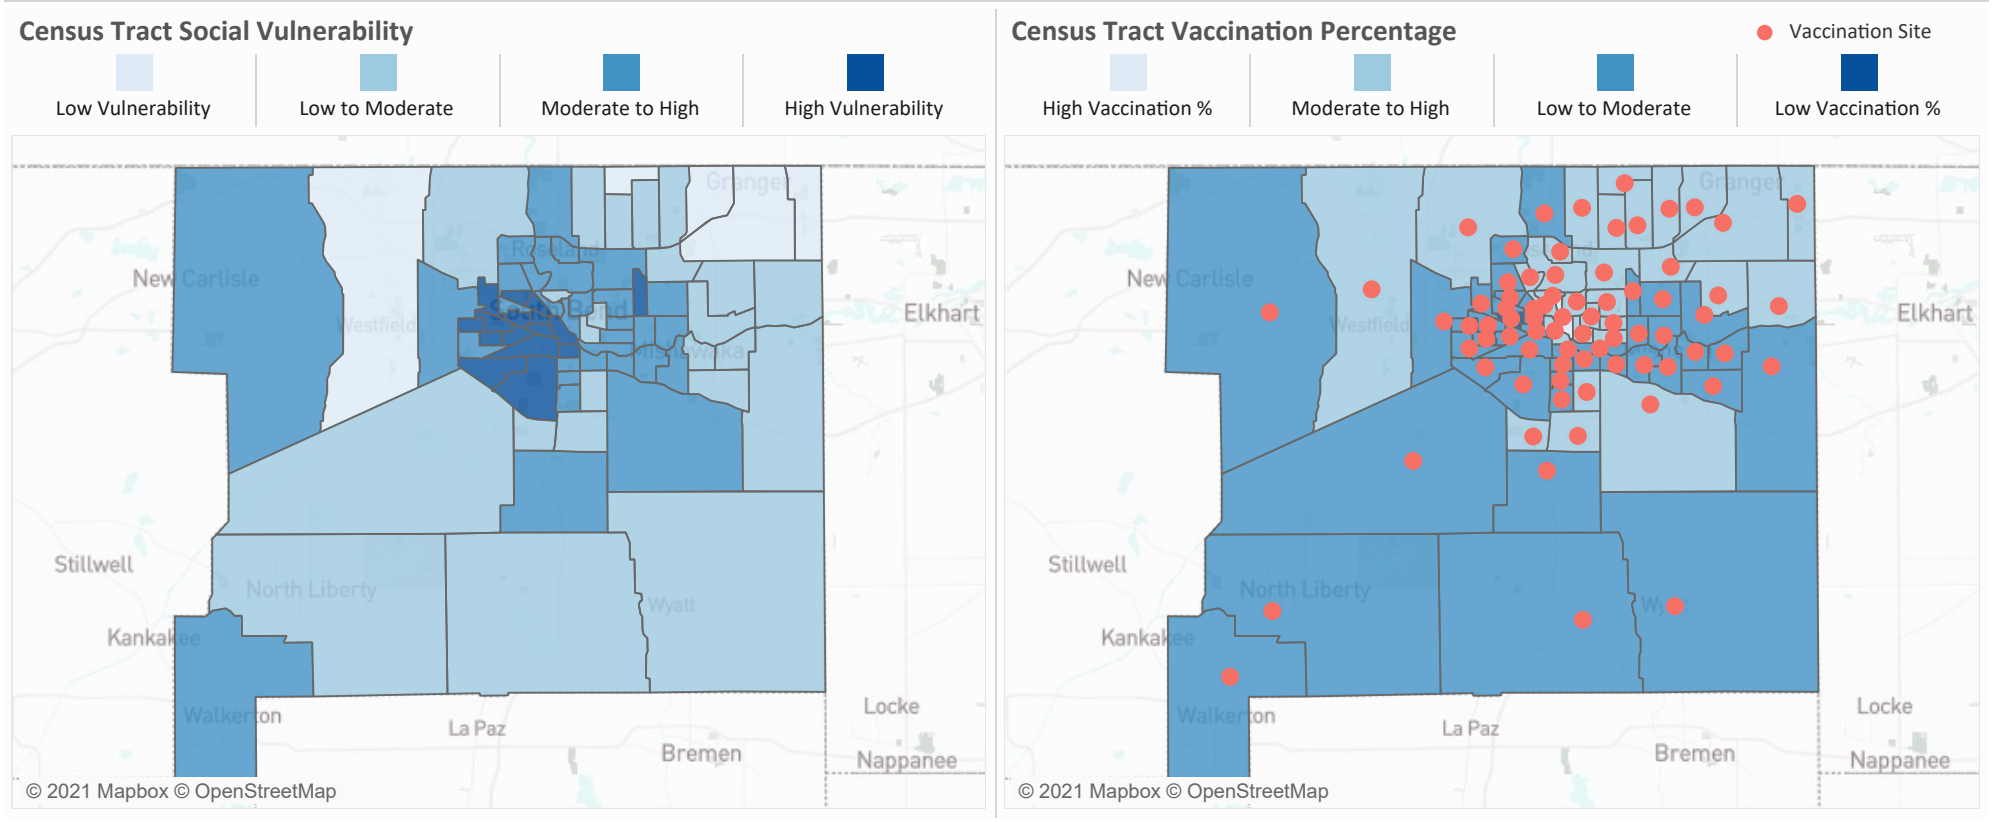 Census Tract Social Vulnerability
Low Vulnerability
Low to Moderate
Moderate to High
High Vulnerability
Granger
Roseland
New Carlisle
South Bend
Elkhart
Westfield
Mishawaka
Stillwell
North Liberty
Wyatt
Kankakee
Walkerton
La Paz
Locke
Bremen
Nappanee
© 2021 Mapbox © OpenStreetMap
Census Tract Vaccination Percentage
Vaccination Site
High Vaccination %
Moderate to High
Low to Moderate
Low Vaccination %
Granger
New Carlisle
Elkhart
Westfield
Stillwell
North Liberty
Kankakee
Walkerton
La Paz
Locke
Bremen
Nappanee
© 2021 Mapbox © OpenStreetMap